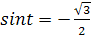 sint = -√3/2